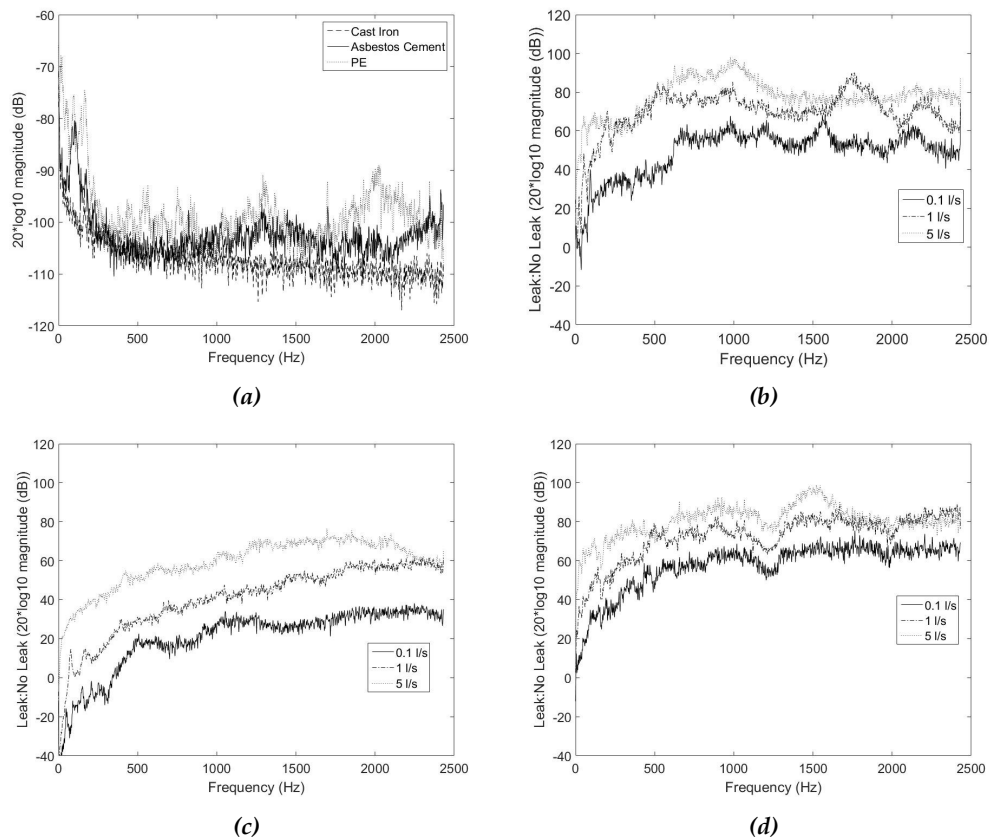 -60
-70
-80
-90
-100
-110
-120
20*log10 magnitude (dB)
Cast Iron
Asbestos Cement
PE
0 500 1000 1500 2000 2500
Frequency (Hz)
(a)
120
100
80
60
40
20
0
-20
-40
Leak:No Leak (20*log10 magnitude (dB)
0.1 l/s
1 l/s
5 l/s
0 500 1000 1500 2000 2500
Frequency (Hz)
(b)
120
100
80
60
40
20
0
-20
-40
Leak:No Leak (20*log10 magnitude (dB))
0.1 l/s
1 l/s
5 l/s
0 500 1000 1500 2000 2500
Frequency (Hz)
(c)
120
100
80
60
40
20
0
-20
-40
Leak:No Leak (20*log10 magnitude (dB))
0.1 l/s
1 l/s
5 l/s
0 500 1000 1500 2000 2500
Frequency (Hz)
(d)